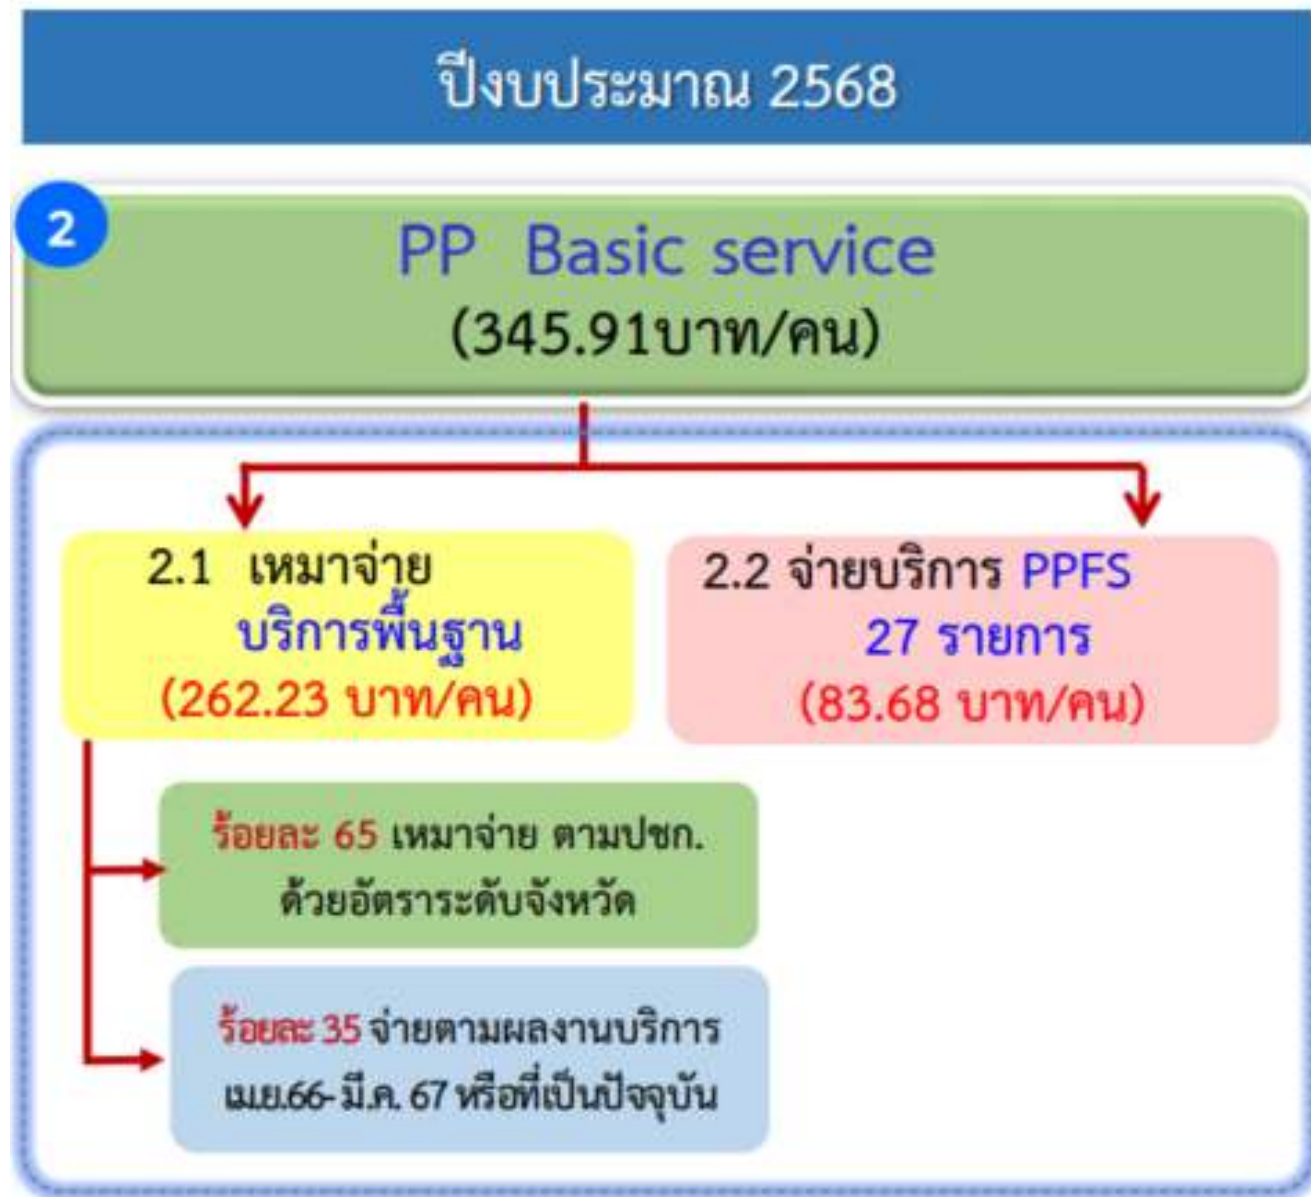 ปีงบประมาณ 2568
2
PP Basic service
(345.91บาท/คน)
2.1 เหมาจ่าย
บริการพื้นฐาน
(262.23 บาท/คน)
2.2 จ่ายบริการ PPFS
27 รายการ
(83.68 บาท/คน)
ร้อยละ 65 เหมาจ่าย ตามปชก.
ด้วยอัตราระดับจังหวัด
ร้อยละ 35 จ่ายตามผลงานบริการ
เม.ย.66- มี.ค. 67 หรือที่เป็นปัจจุบัน